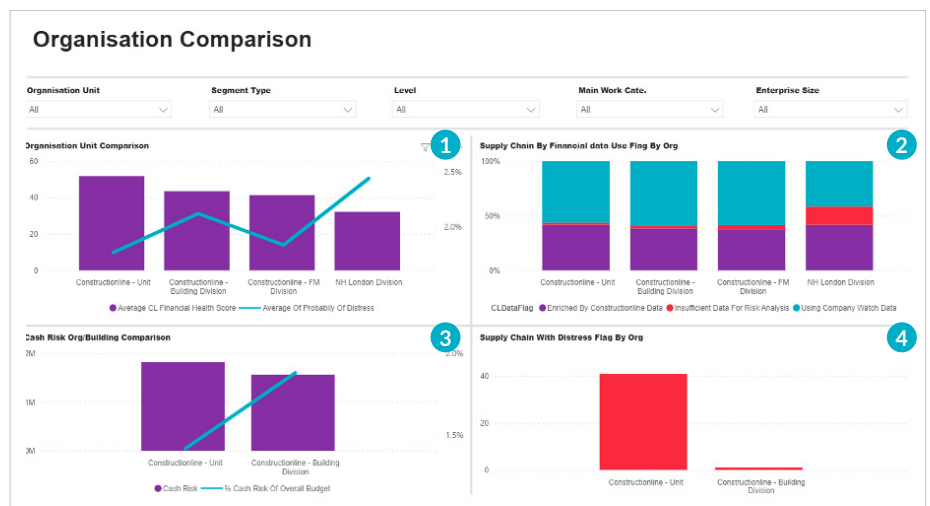 Organisation Comparison
Organisation Unit
Segment Type
Level
Main Work Cate.
Enterprise Size
All
All
All
All
All
Organisation Unit Comparison
1
60
40
20
0
2.5%
2.0%
Constructionline - Unit
Constructionline -
Building Division
Constructionline - FM
Division
NH London Division
Average CL Financial Health Score
Average Of Probabily Of Distress
Supply Chain By Financial data Use Flag By Org
2
100%
50%
0%
Constructionline - Unit
Constructionline -
Building Division
Constructionline - FM
Division
NH London Division
CLDataFlag
Enriched By Constructionline Data
Insufficient Data For Risk Analysis
Using Company Watch Data
Cash Risk Org/Building Comparison
3
2M
1M
0M
2.0%
1.5%
Constructionline - Unit
Constructionline - Building
Division
Cash Risk
% Cash Risk Of Overall Budget
Supply Chain With Distress Flag By Org
4
40
20
0
Constructionline - Unit
Constructionline - Building
Division